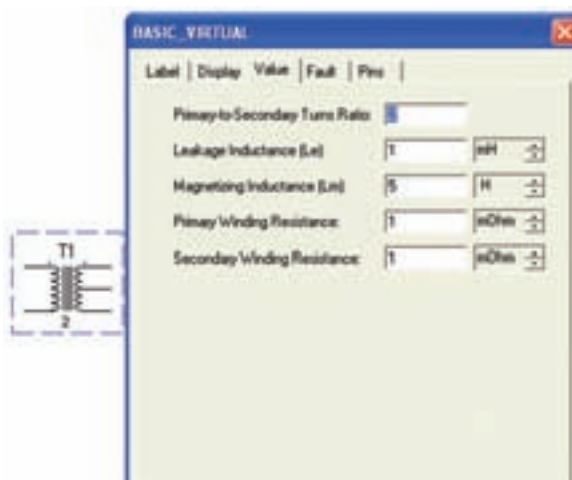 BASIC_VIRTUAL
Label Display Value Fault Pins
Primary-to-Secondary Turns Ratio:
Leakage Inductance (Le) 1 mH
Magnetizing Inductance (Lm) 5 H
Primary Winding Resistance: 1 mOhm
Secondary Winding Resistance: 1 mOhm
T1
2